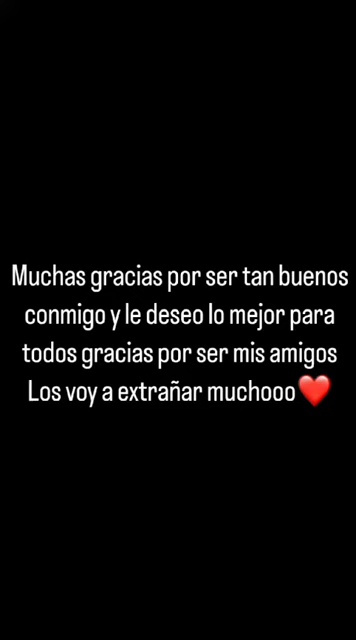 Muchas gracias por ser tan buenos
conmigo y le deseo lo mejor para
todos gracias por ser mis amigos
Los voy a extrañar muchooo❤️